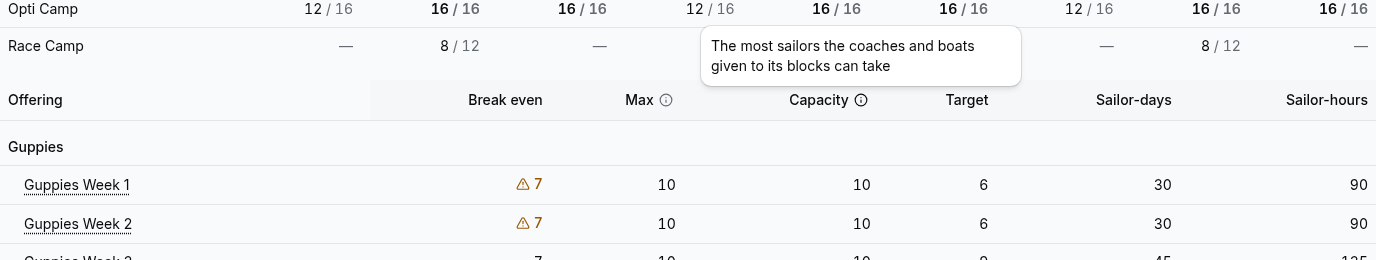 Opti Camp 12 / 16 16 / 16 16 / 16 12 / 16 16 / 16 16 / 16 12 / 16 16 / 16 16 / 16
Race Camp — 8 / 12 — — 8 / 12 —
The most sailors the coaches and boats
given to its blocks can take
Offering Break even Max Capacity Target Sailor-days Sailor-hours
Guppies
Guppies Week 1 7 10 10 6 30 90
Guppies Week 2 7 10 10 6 30 90